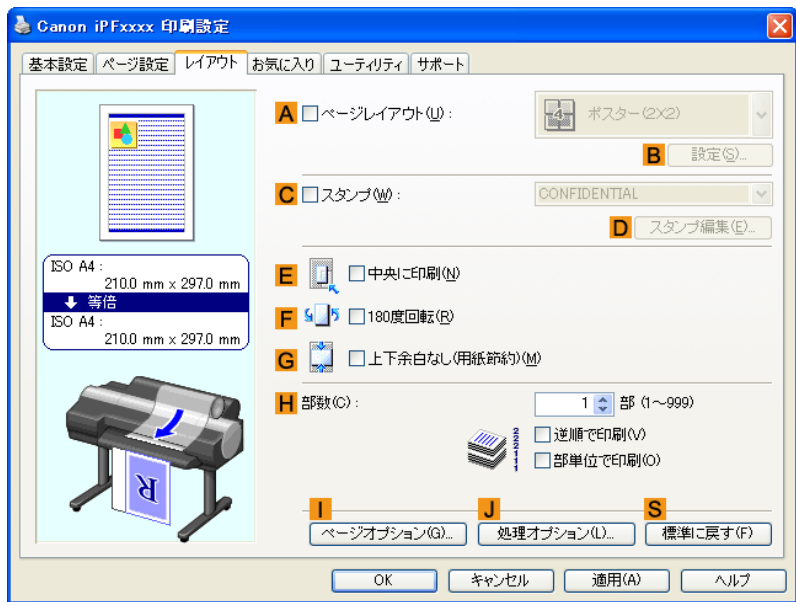 Canon iPFxxxx 印刷設定
基本設定 ページ設定 レイアウト お気に入り ユーティリティ サポート
A ページレイアウト(U) : 4 ポスター(2X2)
B 設定(S)...
C スタンプ(W) : CONFIDENTIAL
D スタンプ編集(E)...
ISO A4 :
210.0 mm x 297.0 mm
等倍
ISO A4 :
210.0 mm x 297.0 mm
E 中央に印刷(N)
F 180度回転(R)
G 上下余白なし(用紙節約)(M)
H 部数(C) : 1 部 (1～999)
2 2 2 1 1 1
逆順で印刷(V)
部単位で印刷(O)
R
I J S
ページオプション(G)... 処理オプション(L)... 標準に戻す(F)
OK キャンセル 適用(A) ヘルプ